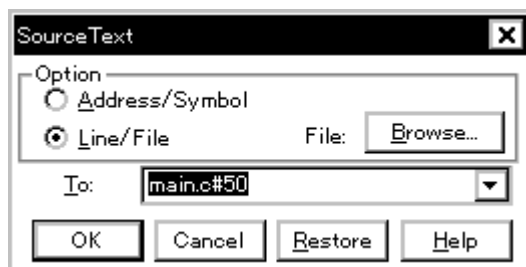 SourceText
Option
Address/Symbol
Line/File File: Browse...
To: main.c#50
OK Cancel Restore Help